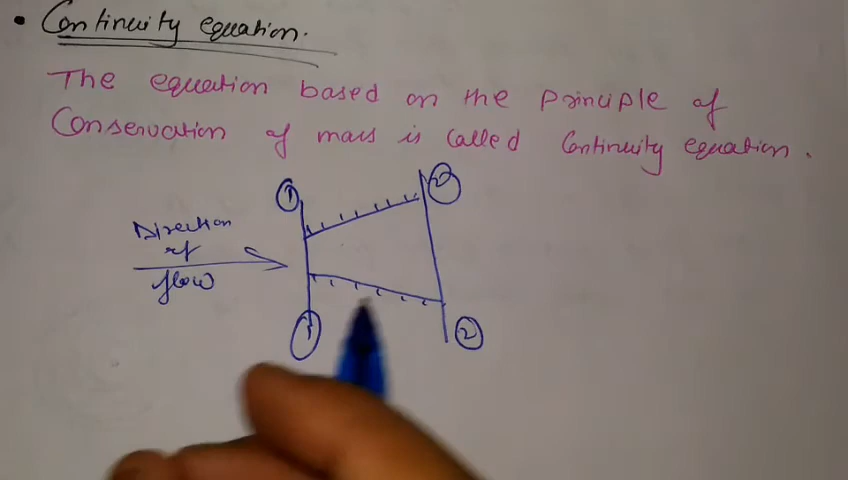 • Continuity equation.
The equation based on the principle of
Conservation of mass is called Continuity equation.
1 2
Direction
of
flow
1 2